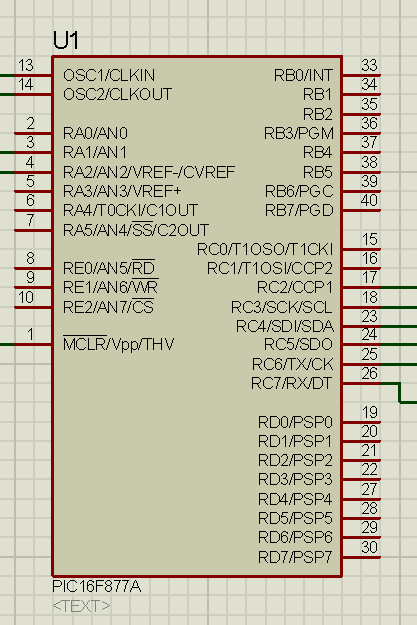 U1
13 OSC1/CLKIN RB0/INT 33
14 OSC2/CLKOUT RB1 34
RB2 35
2 RA0/AN0 RB3/PGM 36
3 RA1/AN1 RB4 37
4 RA2/AN2/VREF-/CVREF RB5 38
5 RA3/AN3/VREF+ RB6/PGC 39
6 RA4/T0CKI/C1OUT RB7/PGD 40
7 RA5/AN4/SS/C2OUT
RC0/T1OSO/T1CKI 15
8 RE0/AN5/RD RC1/T1OSI/CCP2 16
9 RE1/AN6/WR RC2/CCP1 17
10 RE2/AN7/CS RC3/SCK/SCL 18
RC4/SDI/SDA 23
1 MCLR/Vpp/THV RC5/SDO 24
RC6/TX/CK 25
RC7/RX/DT 26
RD0/PSP0 19
RD1/PSP1 20
RD2/PSP2 21
RD3/PSP3 22
RD4/PSP4 27
RD5/PSP5 28
RD6/PSP6 29
RD7/PSP7 30
PIC16F877A
<TEXT>